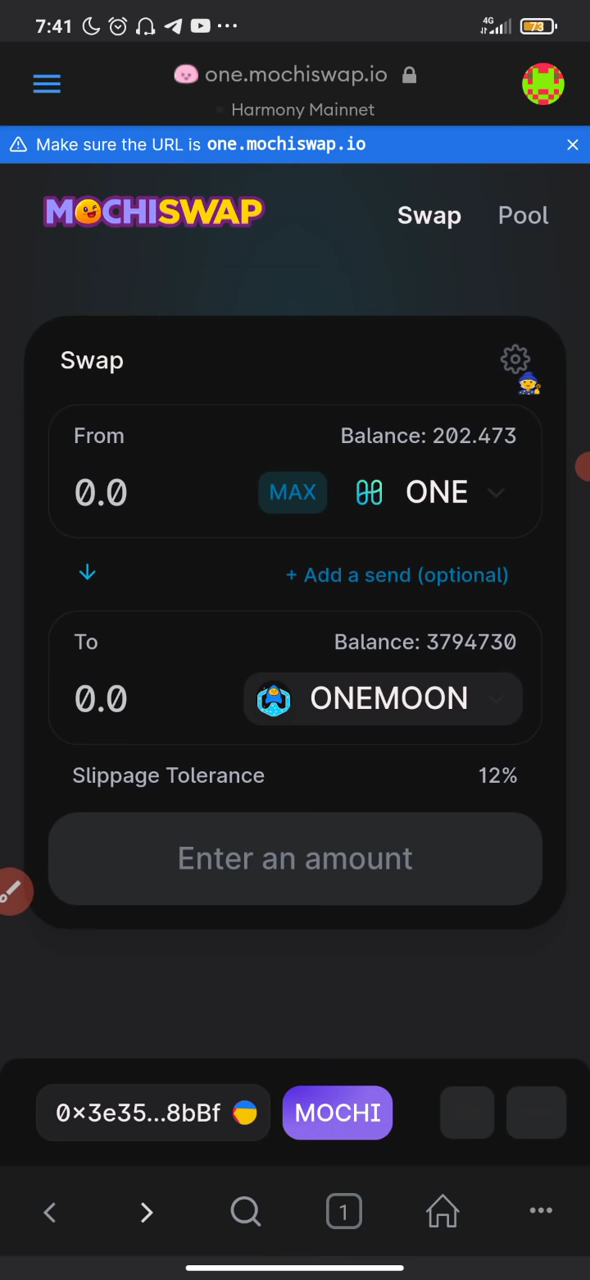 7:41
4G
73
one.mochiswap.io
Harmony Mainnet
Make sure the URL is one.mochiswap.io
MOCHISWAP
Swap Pool
Swap
From Balance: 202.473
0.0 MAX ONE
+ Add a send (optional)
To Balance: 3794730
0.0 ONEMOON
Slippage Tolerance 12%
Enter an amount
0x3e35...8bBf MOCHI
1